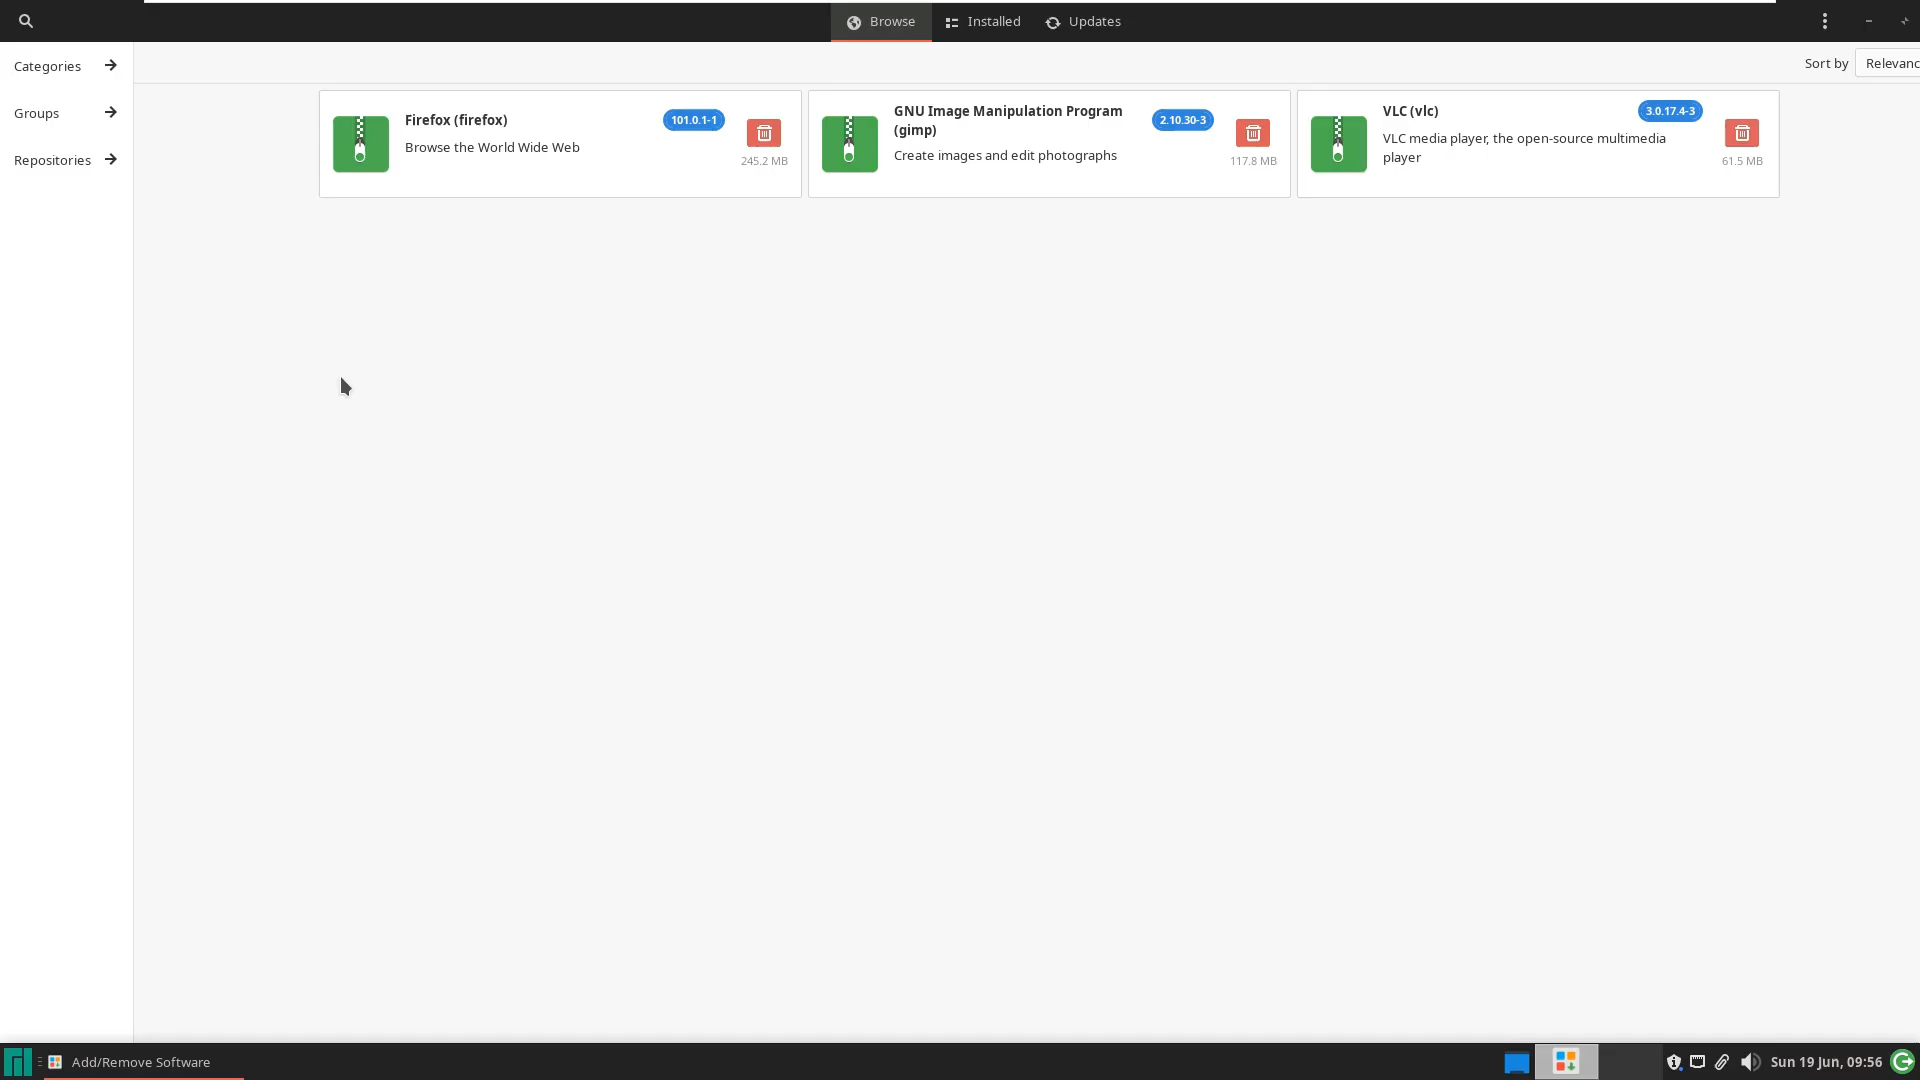 Browse
Installed
Updates
Categories
Groups
Repositories
Sort by
Relevanc
Firefox (firefox)
101.0.1-1
Browse the World Wide Web
245.2 MB
GNU Image Manipulation Program
(gimp)
2.10.30-3
Create images and edit photographs
117.8 MB
VLC (vlc)
3.0.17.4-3
VLC media player, the open-source multimedia
player
61.5 MB
Add/Remove Software
Sun 19 Jun, 09:56